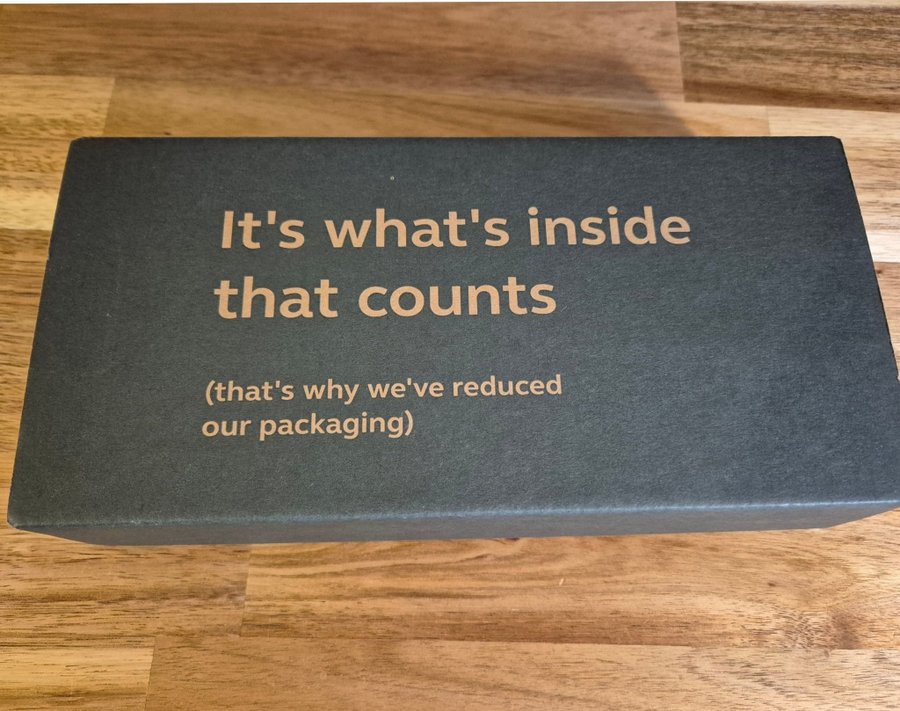 It's what's inside
that counts
(that's why we've reduced
our packaging)